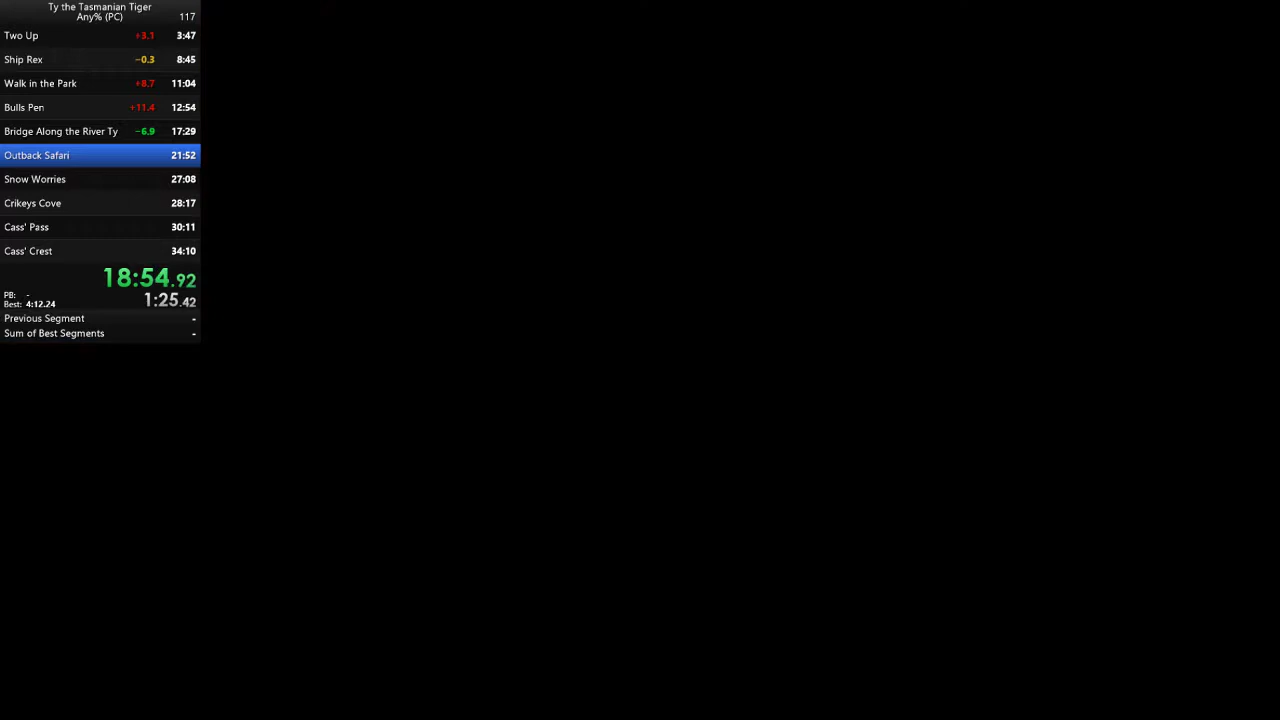 Ty the Tasmanian Tiger
Any% (PC) 117
Two Up +3.1 3:47
Ship Rex −0.3 8:45
Walk in the Park +8.7 11:04
Bulls Pen +11.4 12:54
Bridge Along the River Ty −6.9 17:29
Outback Safari 21:52
Snow Worries 27:08
Crikeys Cove 28:17
Cass' Pass 30:11
Cass' Crest 34:10
18:54.92
PB: -
Best: 4:12.24 1:25.42
Previous Segment -
Sum of Best Segments -